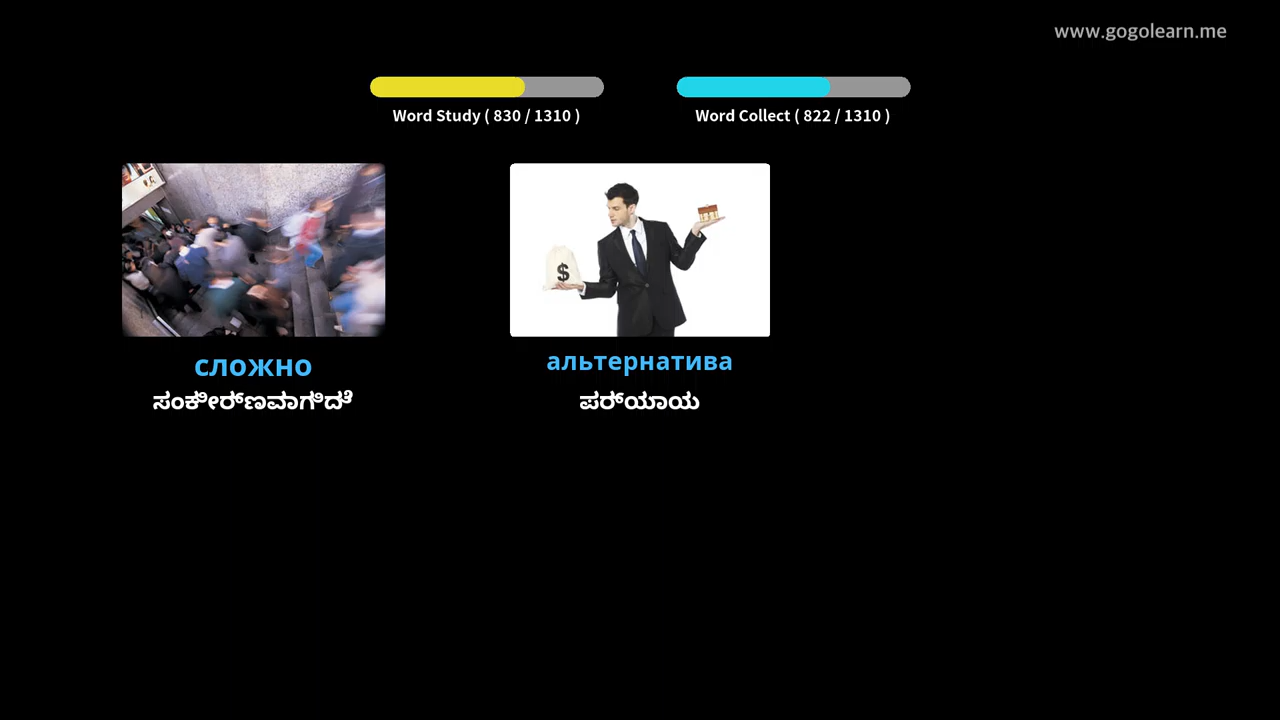 www.gogolearn.me
Word Study ( 830 / 1310 )
Word Collect ( 822 / 1310 )
сложно
ಸಂಕೀರ್ಣವಾಗಿದೆ
альтернатива
ಪರ್ಯಾಯ
$